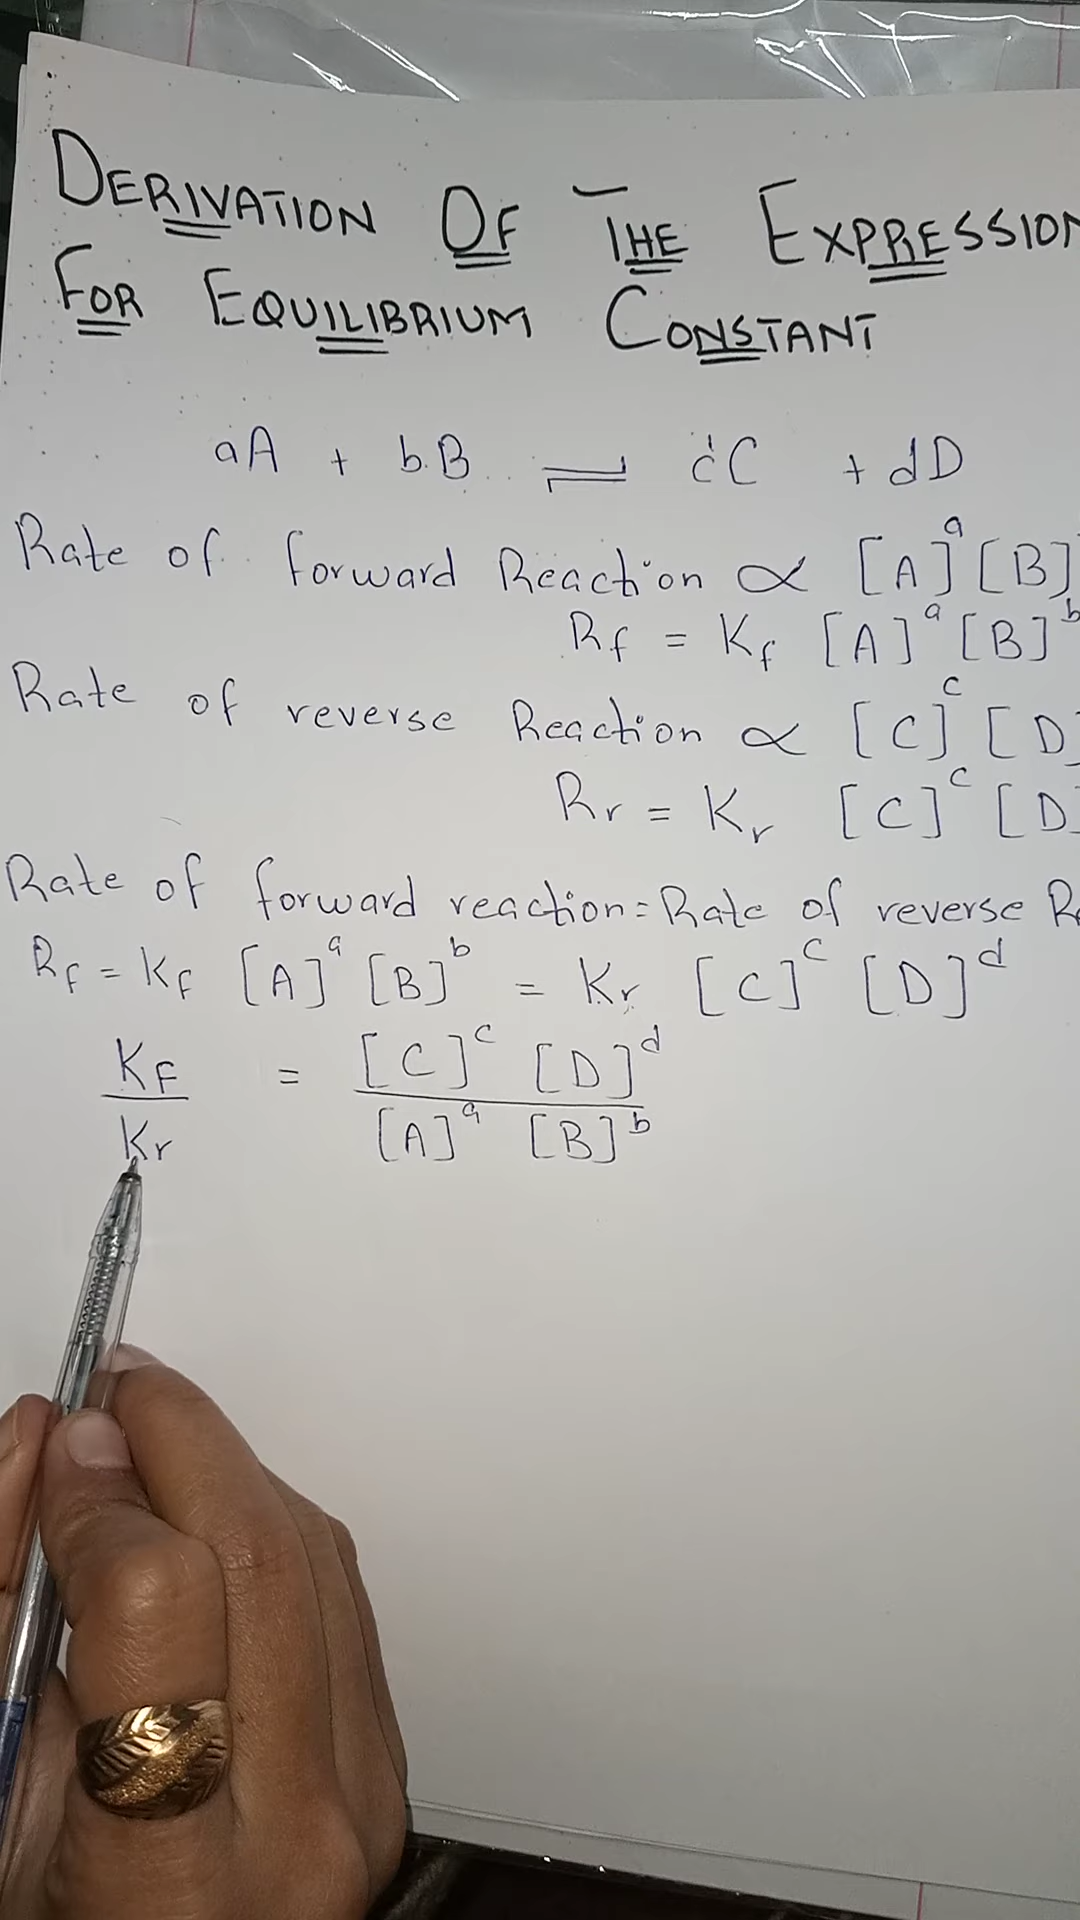 DERIVATION OF THE EXPRESSION
FOR EQUILIBRIUM CONSTANT
aA + bB ⇌ cC + dD
Rate of forward Reaction ∝ [A]^a [B]
Rf = Kf [A]^a [B]^b
Rate of reverse Reaction ∝ [C]^c [D]
Rr = Kr [C]^c [D]
Rate of forward reaction = Rate of reverse Re
Rf = Kf [A]^a [B]^b = Kr [C]^c [D]^d
KF = [C]^c [D]^d
Kr [A]^a [B]^b